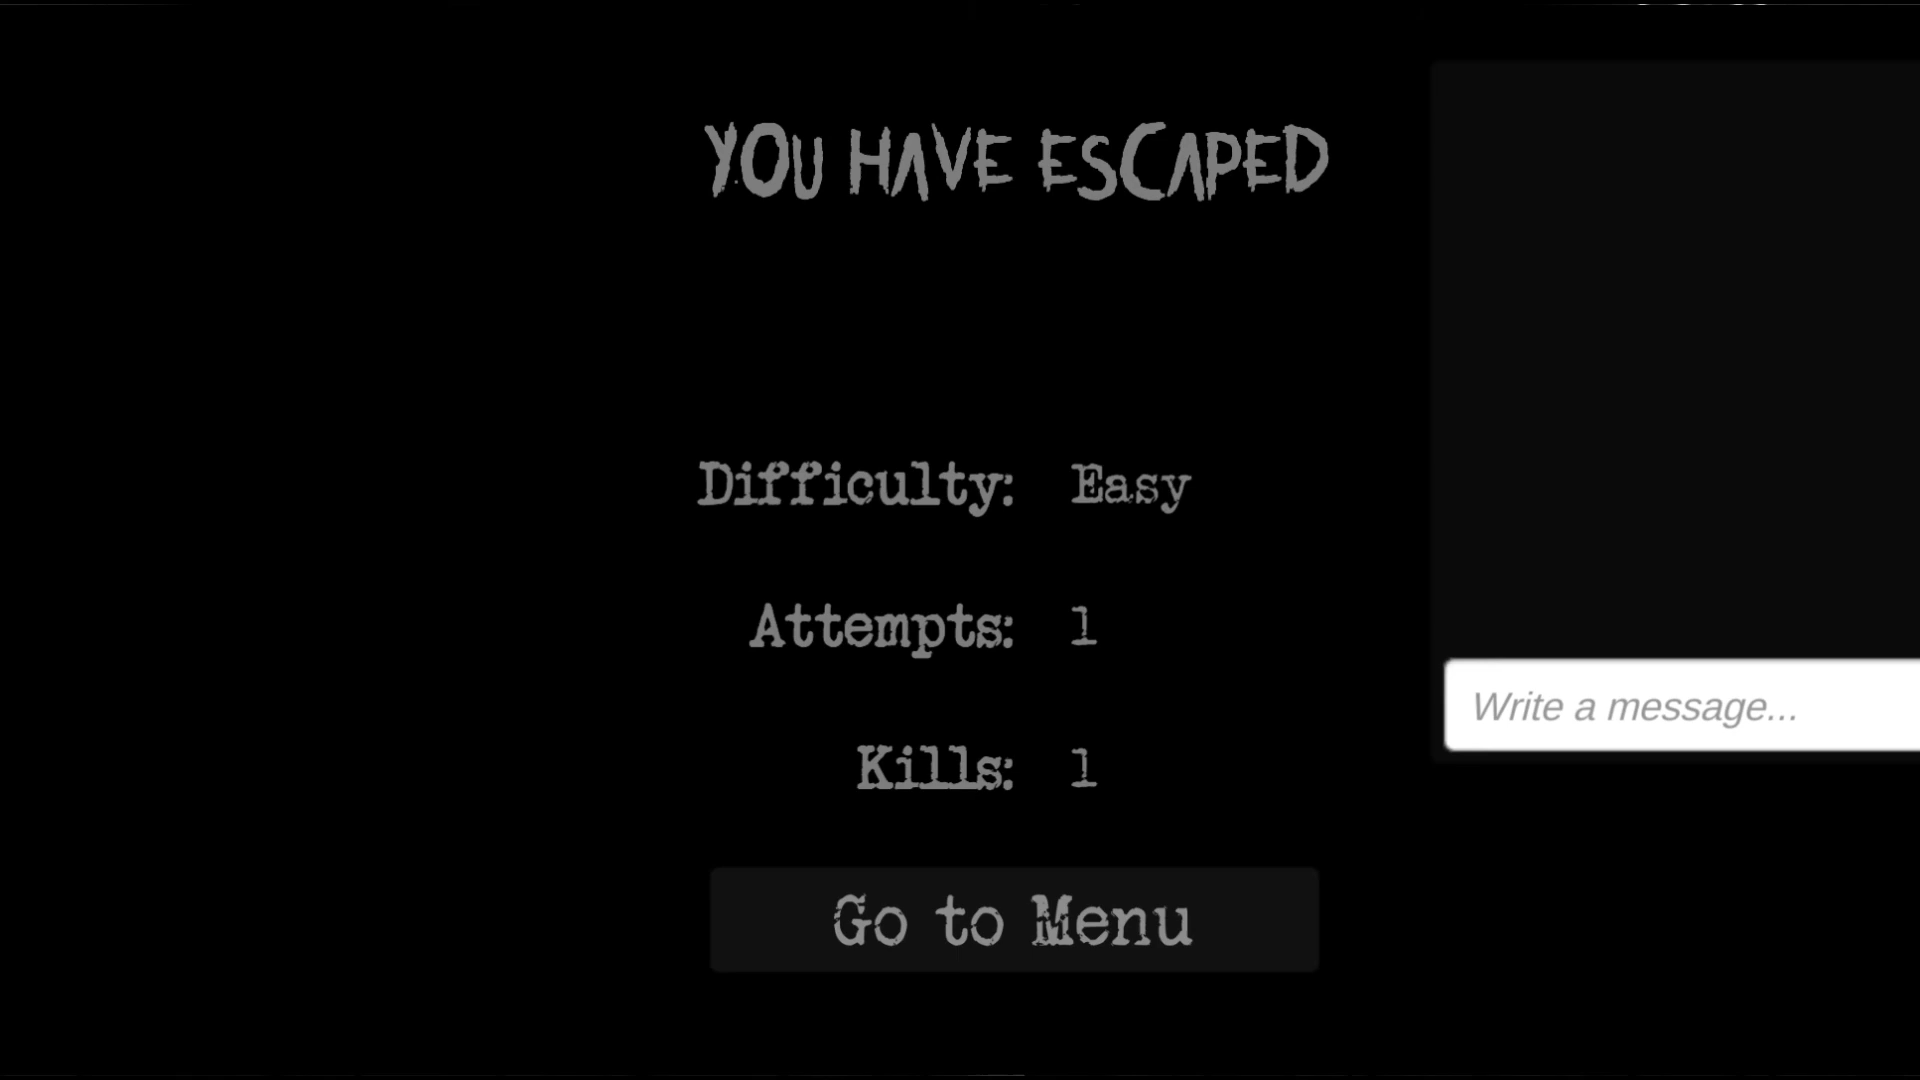 YOU HAVE ESCAPED
Difficulty: Easy
Attempts: 1
Kills: 1
Write a message...
Go to Menu